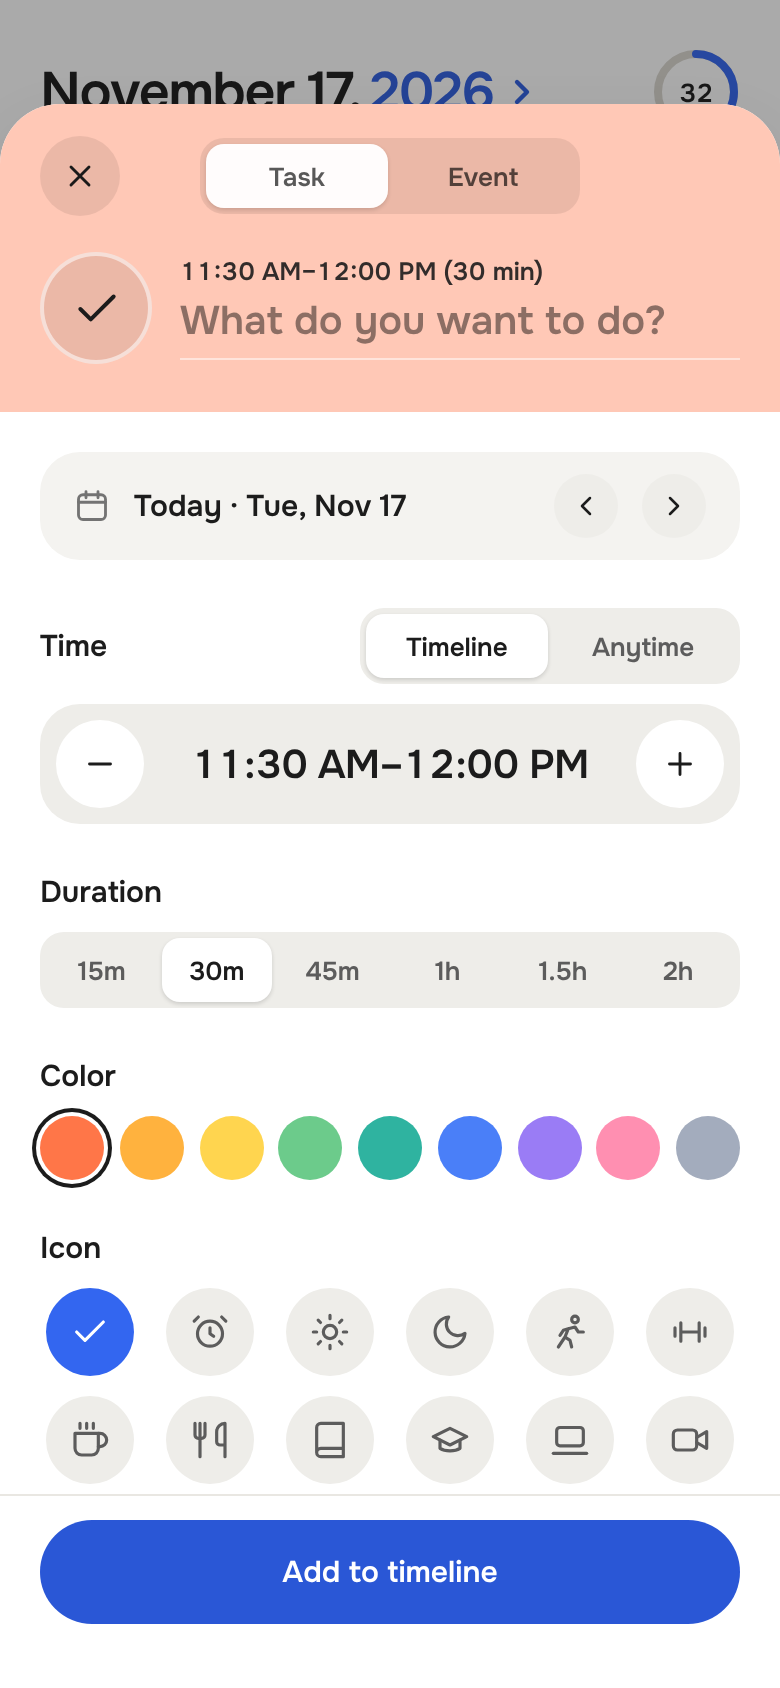 November 17, 2026
32
Task
Event
11:30 AM–12:00 PM (30 min)
What do you want to do?
Today · Tue, Nov 17
Time
Timeline
Anytime
11:30 AM–12:00 PM
Duration
15m
30m
45m
1h
1.5h
2h
Color
Icon
Add to timeline